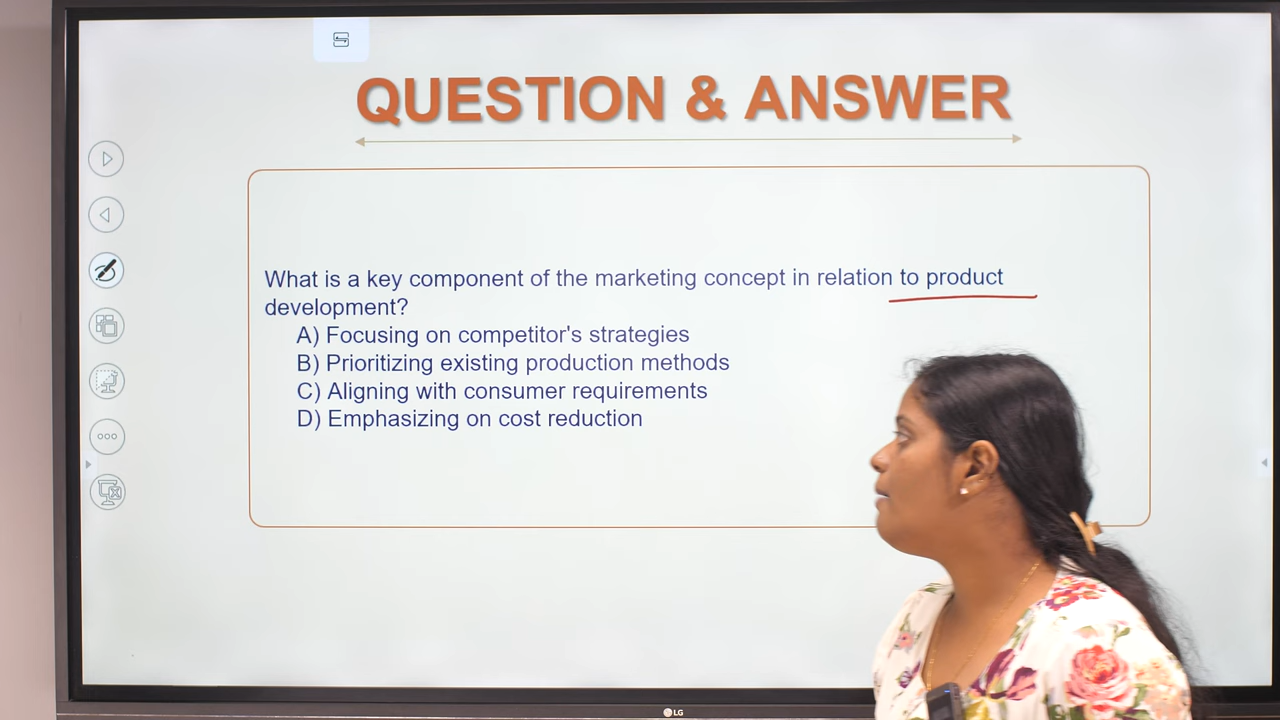 QUESTION & ANSWER
What is a key component of the marketing concept in relation to product
development?
A) Focusing on competitor's strategies
B) Prioritizing existing production methods
C) Aligning with consumer requirements
D) Emphasizing on cost reduction
LG